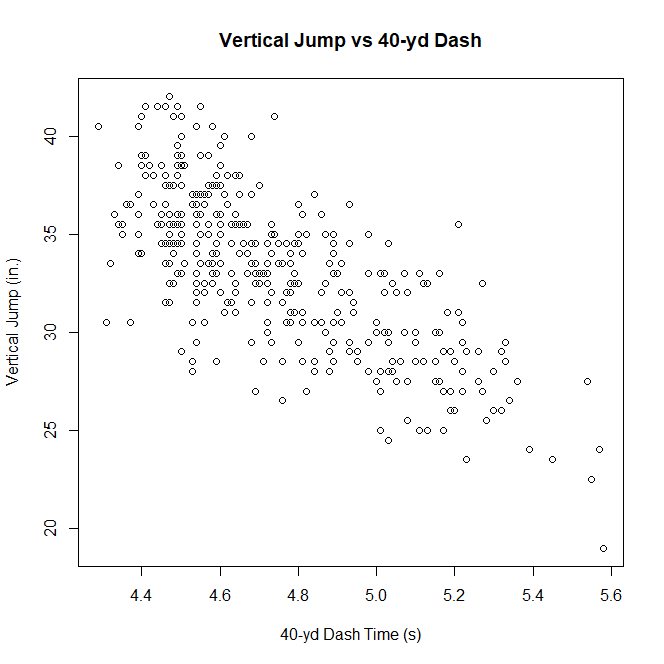 Vertical Jump vs 40-yd Dash
40
35
30
25
20
Vertical Jump (in.)
4.4 4.6 4.8 5.0 5.2 5.4 5.6
40-yd Dash Time (s)